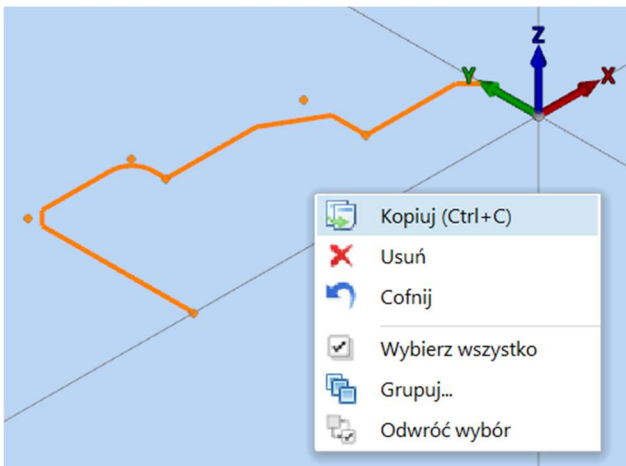 Z
Y
X
Kopiuj (Ctrl+C)
Usuń
Cofnij
Wybierz wszystko
Grupuj...
Odwróć wybór